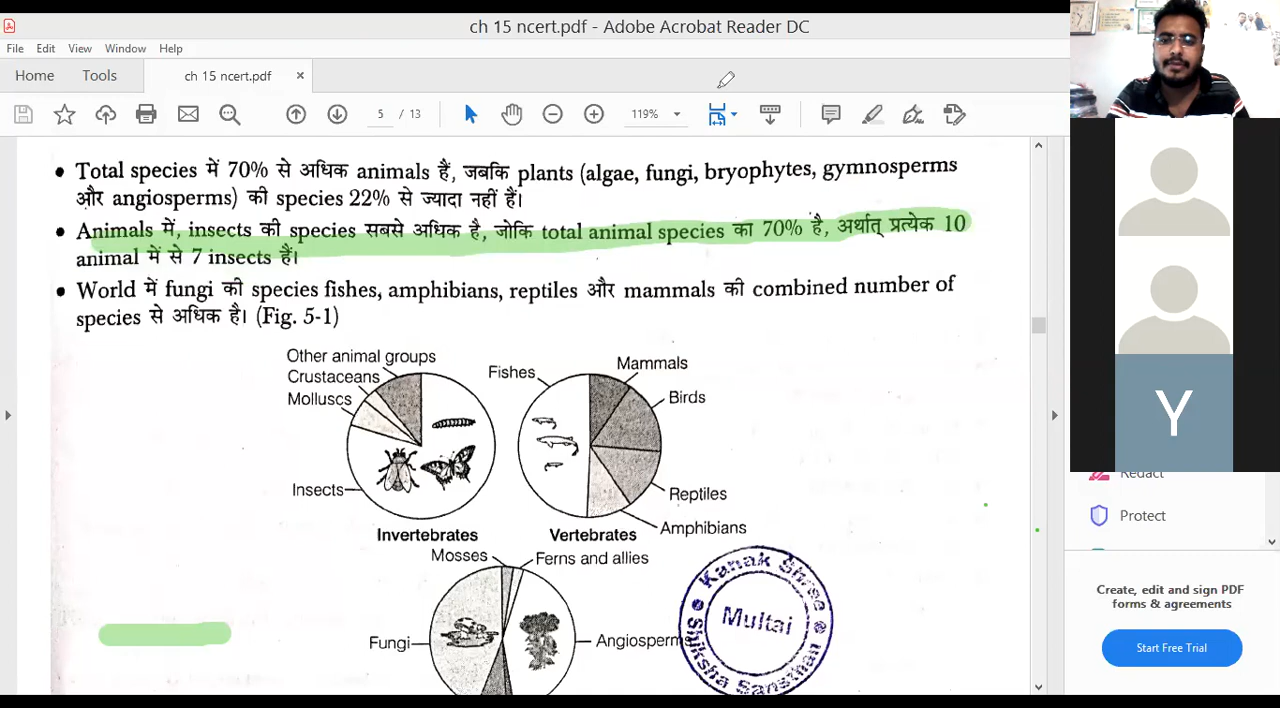 ch 15 ncert.pdf - Adobe Acrobat Reader DC
File Edit View Window Help
Home Tools ch 15 ncert.pdf ×
5 / 13 119%
• Total species में 70% से अधिक animals हैं, जबकि plants (algae, fungi, bryophytes, gymnosperms
और angiosperms) की species 22% से ज्यादा नहीं हैं।
• Animals में, insects की species सबसे अधिक है, जोकि total animal species का 70% है, अर्थात् प्रत्येक 10
animal में से 7 insects हैं।
• World में fungi की species fishes, amphibians, reptiles और mammals की combined number of
species से अधिक है। (Fig. 5-1)
Other animal groups
Crustaceans
Molluscs
Insects
Invertebrates
Fishes
Mammals
Birds
Reptiles
Amphibians
Vertebrates
Mosses
Ferns and allies
Fungi
Angiosperms
Kanak Shree
Shiksha Sansthan
Multai
Y
Redact
Protect
Create, edit and sign PDF
forms & agreements
Start Free Trial